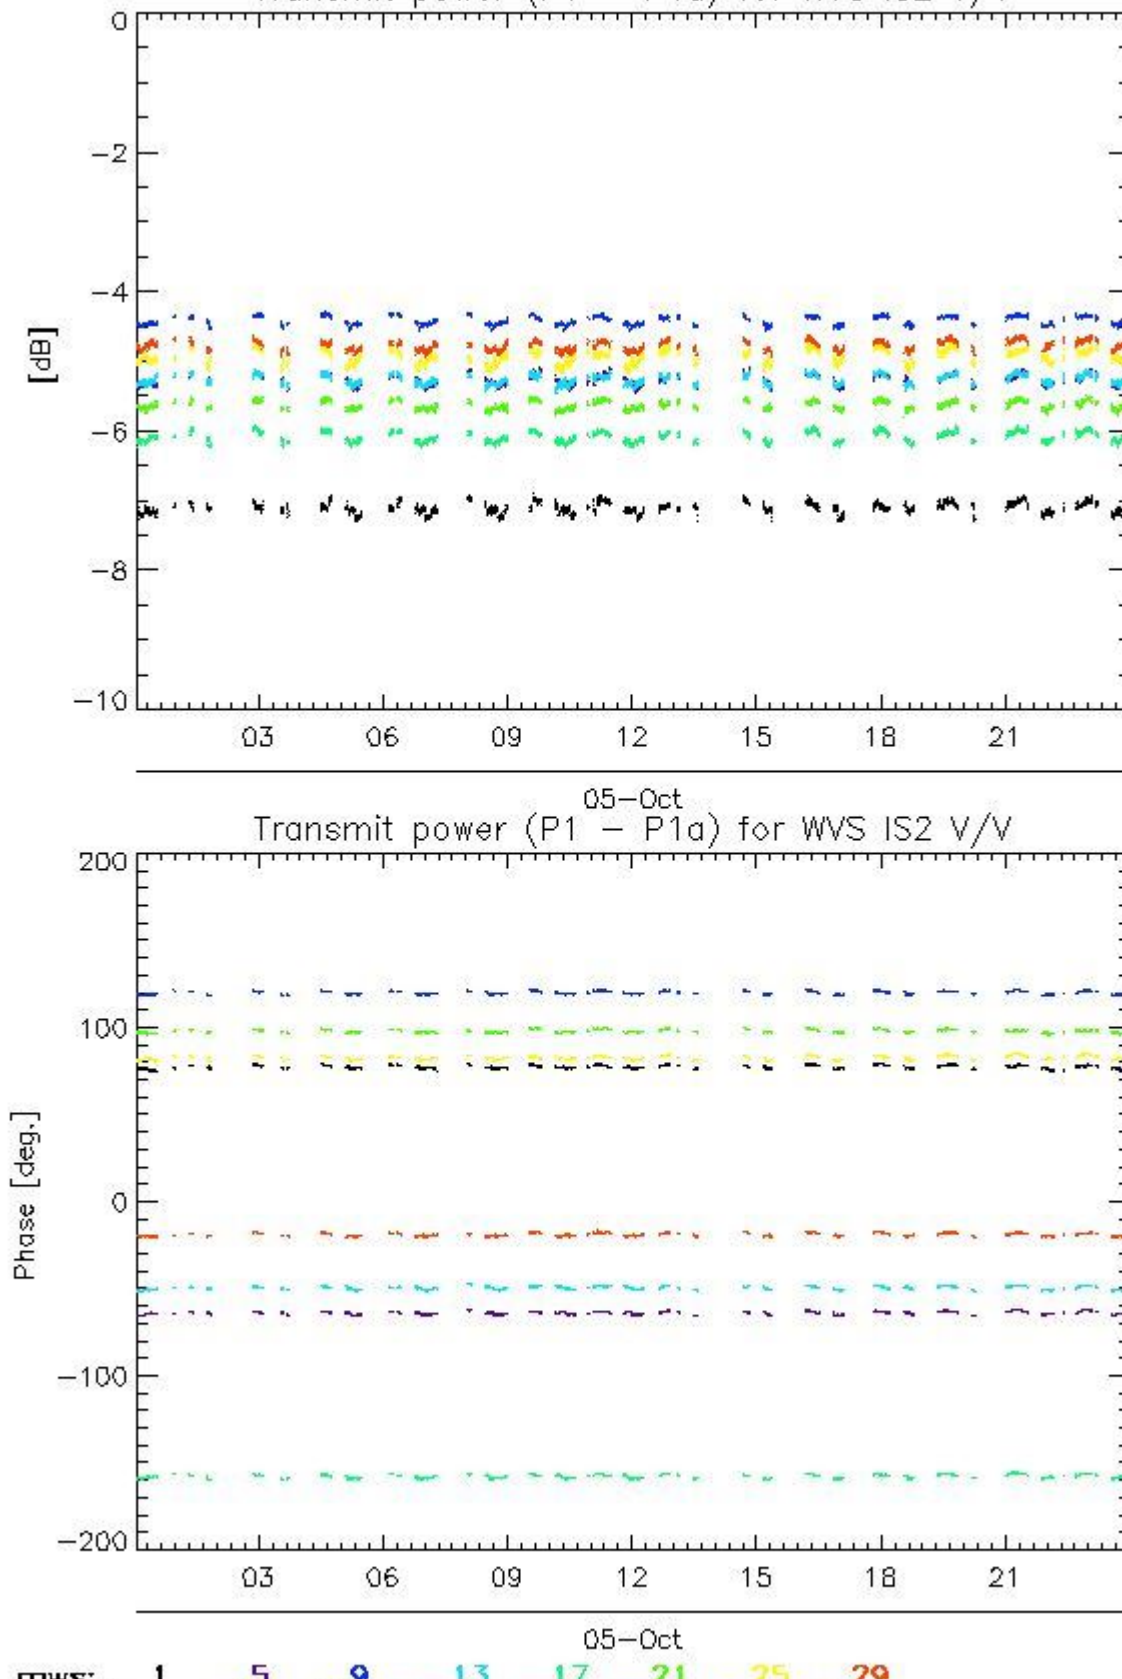 0
−2
−4
[dB]
−6
−8
−10
03 06 09 12 15 18 21
05−Oct
Transmit power (P1 − P1a) for WVS IS2 V/V
200
100
0
Phase [deg.]
−100
−200
03 06 09 12 15 18 21
05−Oct
1 5 9 13 17 21 25 29